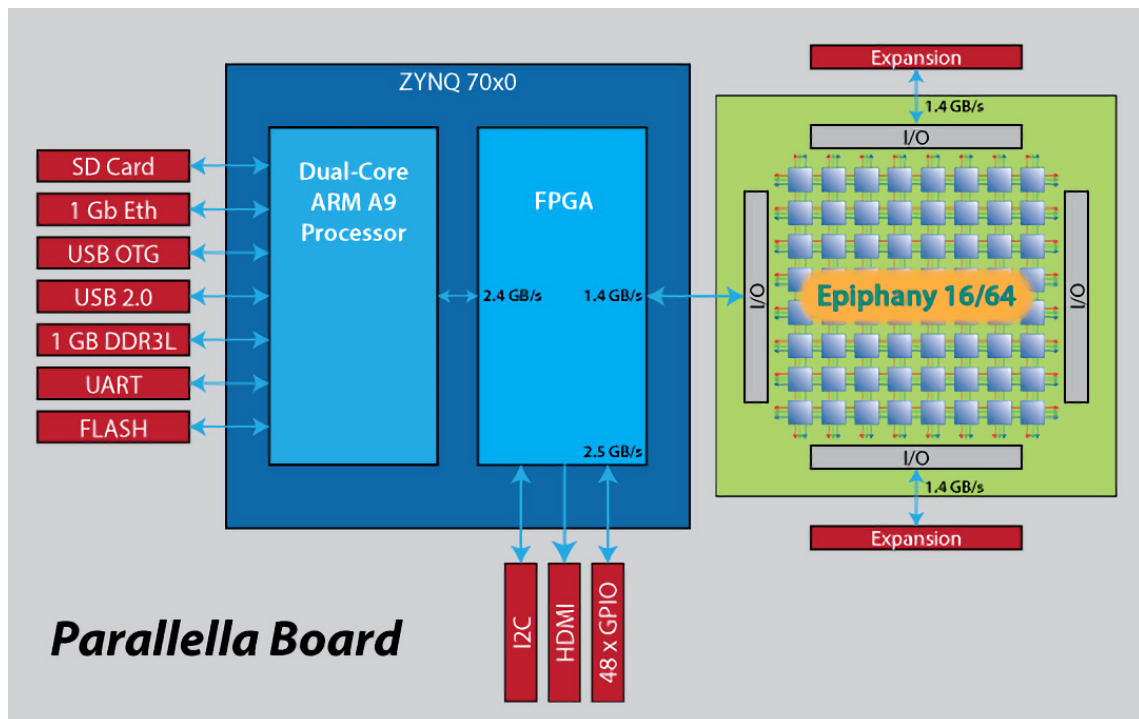 Expansion
1.4 GB/s
I/O
ZYNQ 70x0
SD Card
1 Gb Eth
USB OTG
USB 2.0
1 GB DDR3L
UART
FLASH
Dual-Core
ARM A9
Processor
2.4 GB/s
FPGA
1.4 GB/s
2.5 GB/s
I/O
Epiphany 16/64
I/O
I/O
1.4 GB/s
Expansion
I2C
HDMI
48 x GPIO
Parallella Board